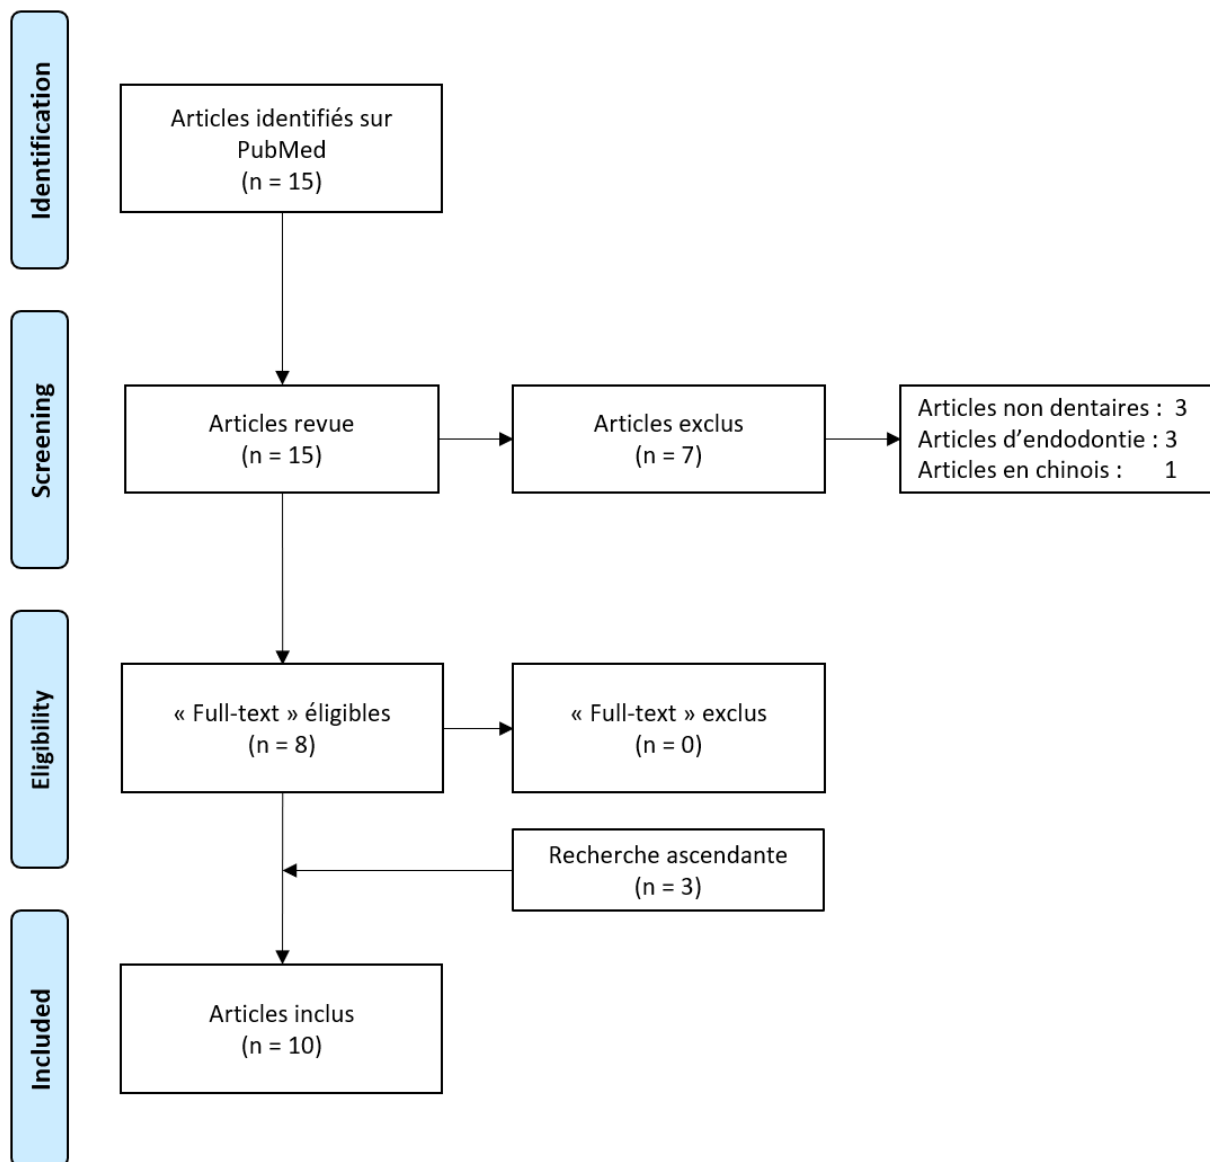 Identification
Articles identifiés sur
PubMed
(n = 15)
Screening
Articles revue
(n = 15)
Articles exclus
(n = 7)
Articles non dentaires : 3
Articles d’endodontie : 3
Articles en chinois : 1
Eligibility
« Full-text » éligibles
(n = 8)
« Full-text » exclus
(n = 0)
Recherche ascendante
(n = 3)
Included
Articles inclus
(n = 10)